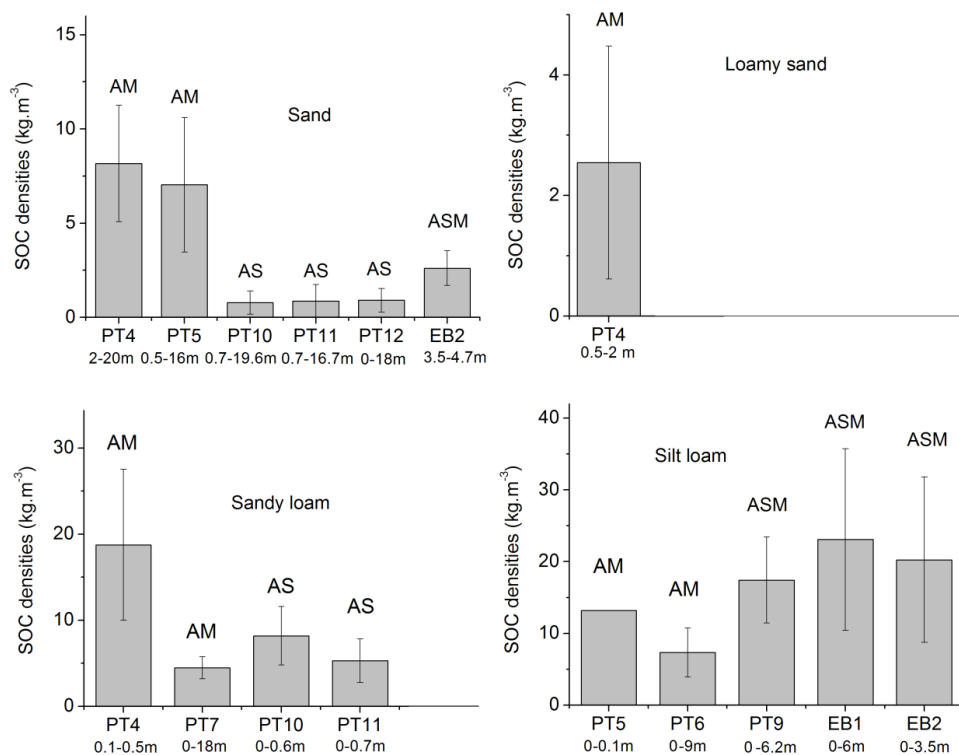 SOC densities (kg.m⁻³)
15
10
5
0
AM AM AS AS AS ASM
Sand
PT4 PT5 PT10 PT11 PT12 EB2
2-20m 0.5-16m 0.7-19.6m 0.7-16.7m 0-18m 3.5-4.7m
SOC densities (kg.m⁻³)
4
2
0
AM
Loamy sand
PT4
0.5-2 m
SOC densities (kg.m⁻³)
30
20
10
0
AM AM AS AS
Sandy loam
PT4 PT7 PT10 PT11
0.1-0.5m 0-18m 0-0.6m 0-0.7m
SOC densities (kg.m⁻³)
40
30
20
10
0
Silt loam
AM AM ASM ASM ASM
PT5 PT6 PT9 EB1 EB2
0-0.1m 0-9m 0-6.2m 0-6m 0-3.5m